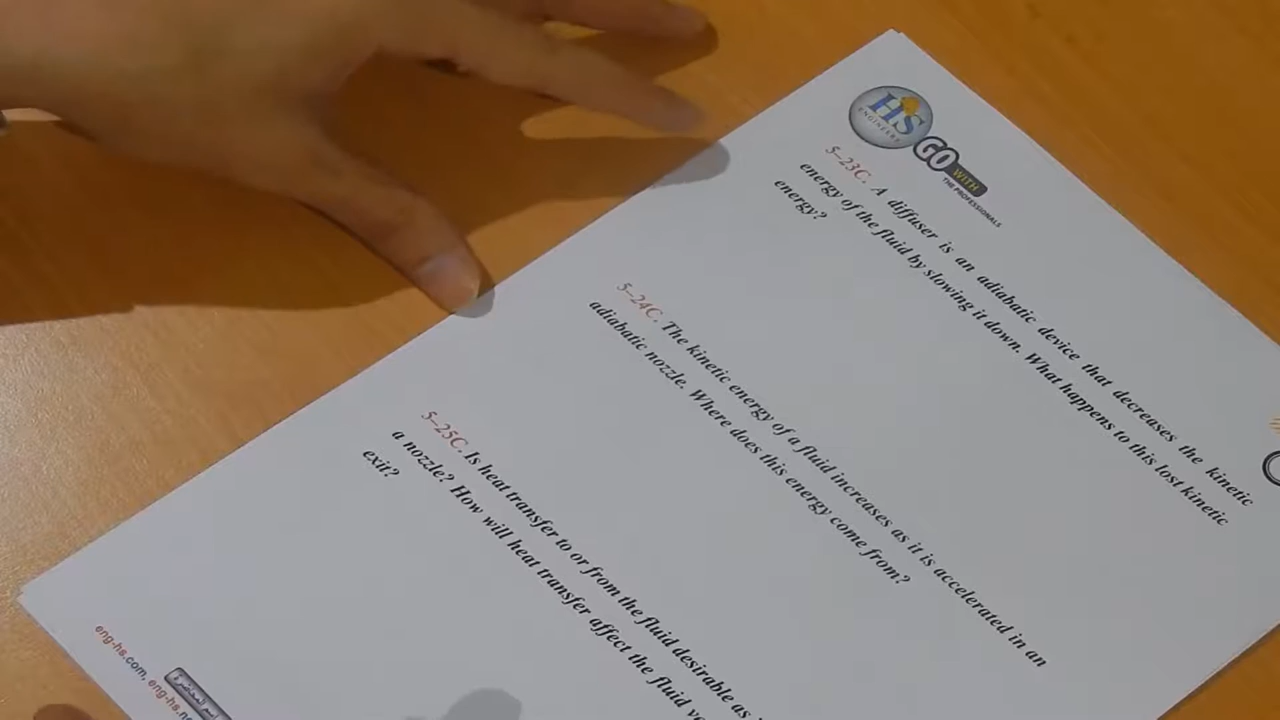 HS
ENGINEERS
GO
WITH
THE PROFESSIONALS
5–23C. A diffuser is an adiabatic device that decreases the kinetic
energy of the fluid by slowing it down. What happens to this lost kinetic
energy?
5–24C. The kinetic energy of a fluid increases as it is accelerated in an
adiabatic nozzle. Where does this energy come from?
5–25C. Is heat transfer to or from the fluid desirable as
a nozzle? How will heat transfer affect the fluid
exit?
eng-hs.com, eng-hs.ne